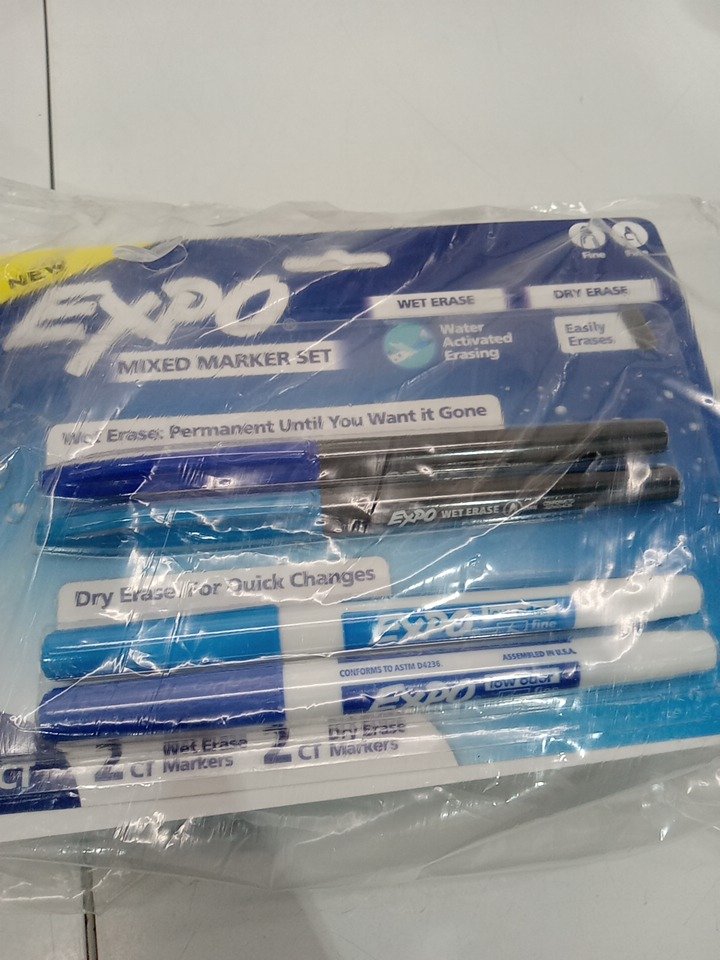 NEW
EXPO
MIXED MARKER SET
WET ERASE
DRY ERASE
Fine
Water
Activated
Erasing
Easily
Erases
Wet Erase: Permanent Until You Want it Gone
EXPO WET ERASE
Dry Erase: For Quick Changes
EXPO
fine
CONFORMS TO ASTM D4236
ASSEMBLED IN U.S.A.
EXPO low odor
2 CT Wet Erase Markers
2 CT Dry Erase Markers